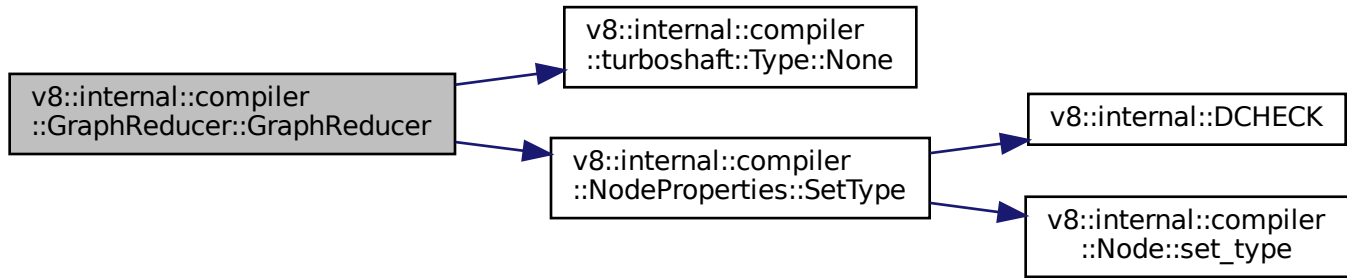 v8::internal::compiler
::GraphReducer::GraphReducer
v8::internal::compiler
::turboshaft::Type::None
v8::internal::compiler
::NodeProperties::SetType
v8::internal::DCHECK
v8::internal::compiler
::Node::set_type